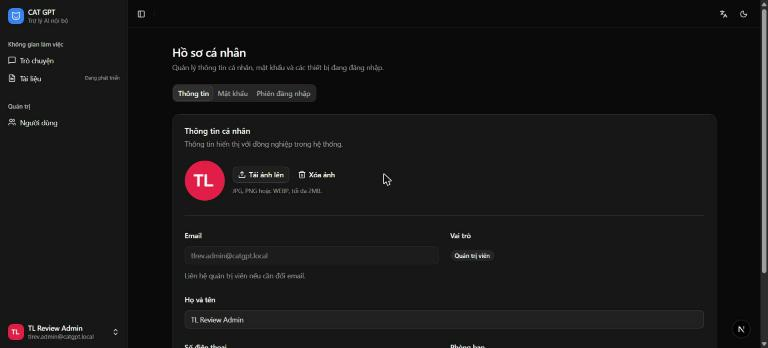 CAT GPT
Trợ lý AI nội bộ
Không gian làm việc
Trò chuyện
Tài liệu
Đang phát triển
Quản trị
Người dùng
TL
TL Review Admin
tlrev.admin@catgpt.local
Hồ sơ cá nhân
Quản lý thông tin cá nhân, mật khẩu và các thiết bị đang đăng nhập.
Thông tin
Mật khẩu
Phiên đăng nhập
Thông tin cá nhân
Thông tin hiển thị với đồng nghiệp trong hệ thống.
TL
Tải ảnh lên
Xóa ảnh
JPG, PNG hoặc WEBP, tối đa 2MB.
Email
Vai trò
tlrev.admin@catgpt.local
Quản trị viên
Liên hệ quản trị viên nếu cần đổi email.
Họ và tên
TL Review Admin
Số điện thoại
Phòng ban
N